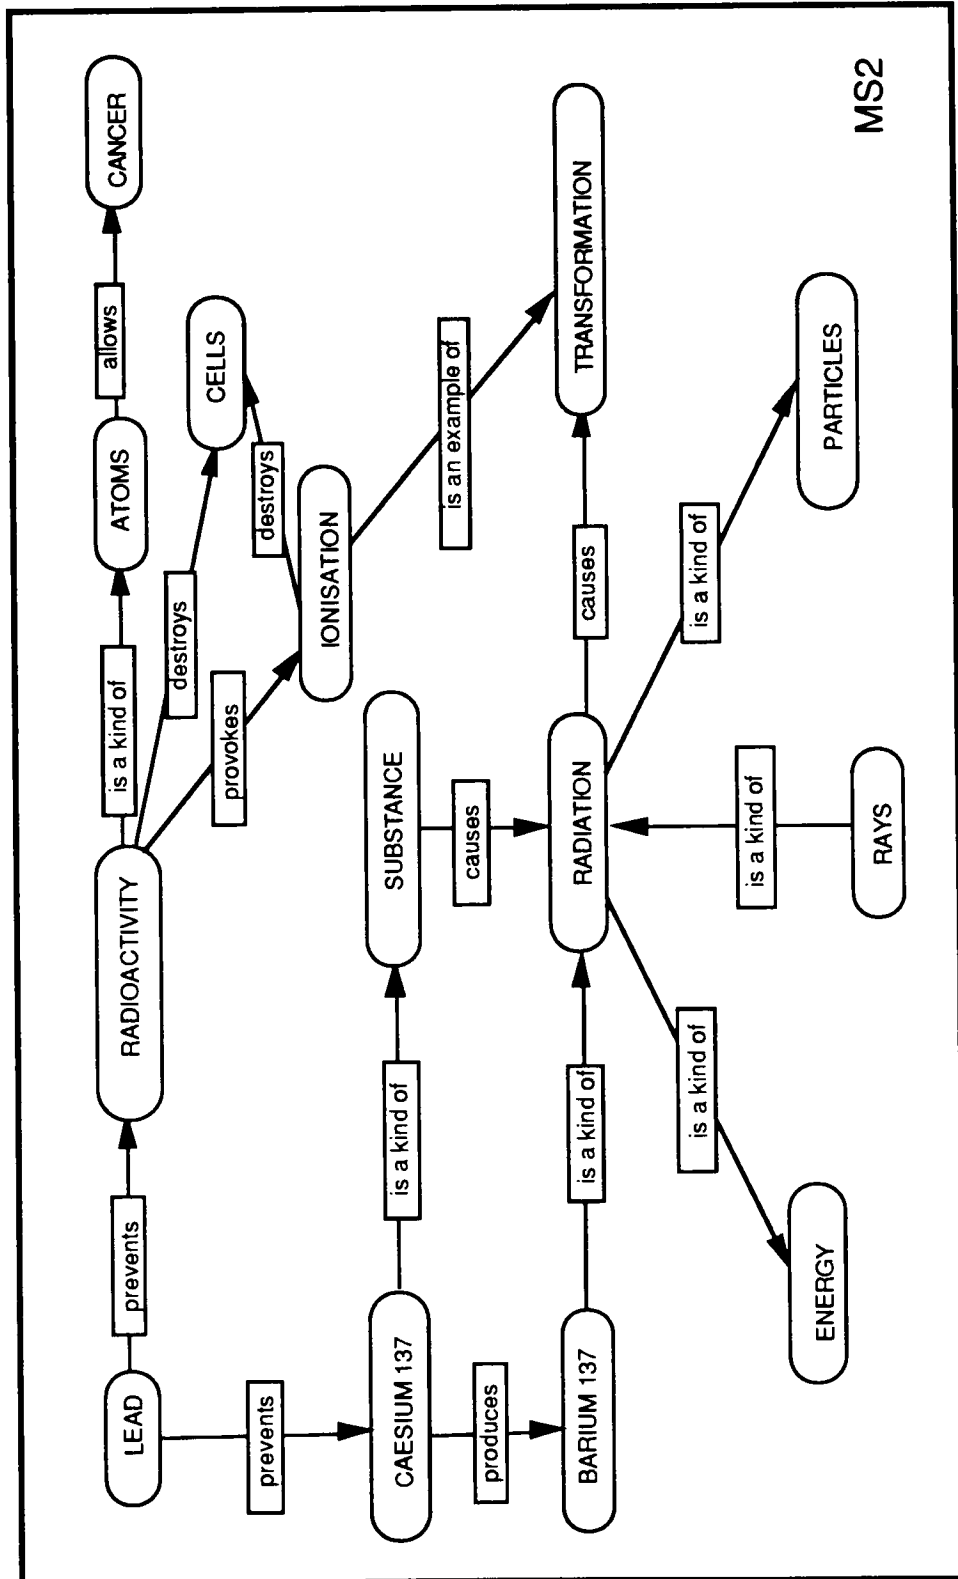 LEAD
prevents
RADIOACTIVITY
is a kind of
ATOMS
allows
CANCER
destroys
CELLS
provokes
destroys
IONISATION
is an example of
prevents
CAESIUM 137
is a kind of
SUBSTANCE
causes
produces
BARIUM 137
is a kind of
RADIATION
causes
TRANSFORMATION
is a kind of
is a kind of
is a kind of
ENERGY
RAYS
PARTICLES
MS2